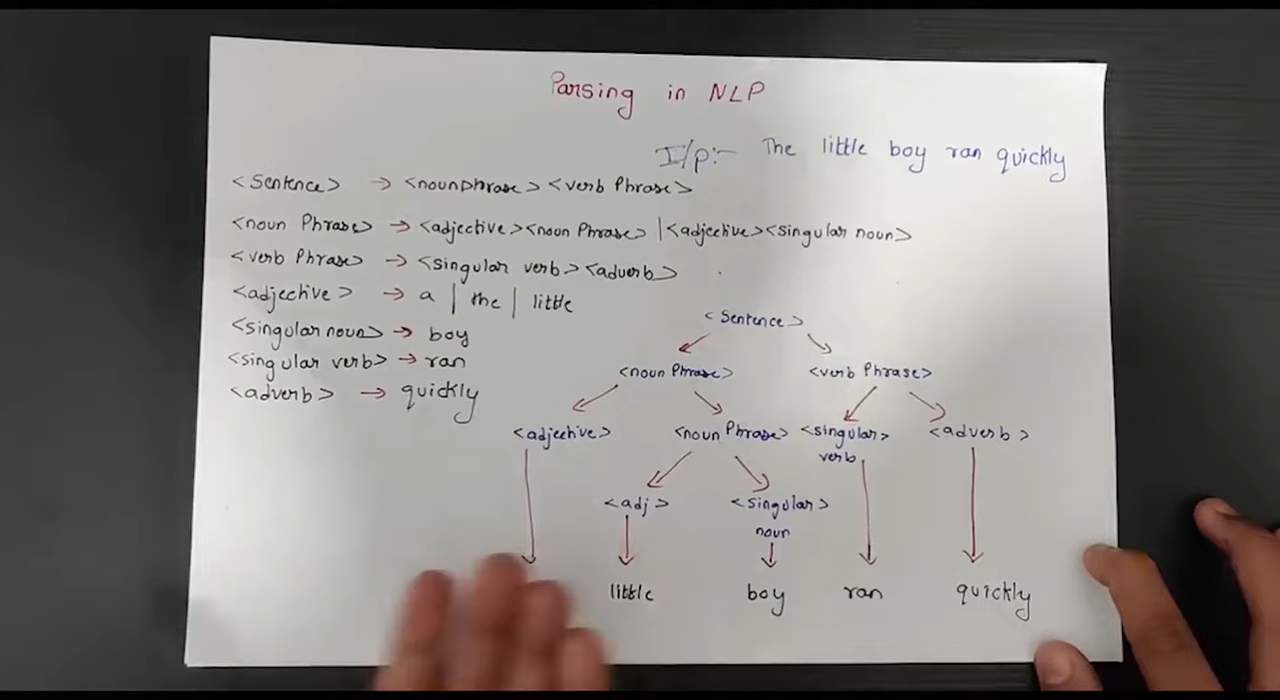 Parsing in NLP
I/p:- The little boy ran quickly
<Sentence> → <nounphrase><verb Phrase>
<noun Phrase> → <adjective><noun Phrase> |<adjective><singular noun>
<verb Phrase> → <singular verb><adverb>
<adjective> → a | the | little
<singular noun> → boy
<singular verb> → ran
<adverb> → quickly
<Sentence>
<noun Phrase> <verb Phrase>
<adjective> <noun Phrase> <singular> <adverb>
verb
<adj> <singular>
noun
little boy ran quickly